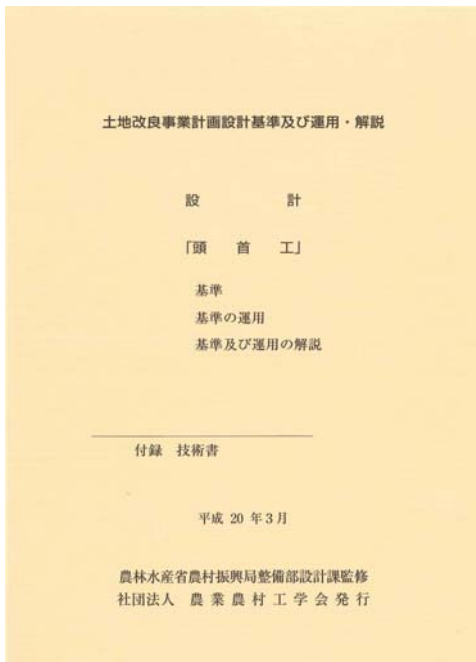 土地改良事業計画設計基準及び運用・解説
設計
「頭首工」
基準
基準の運用
基準及び運用の解説
付録 技術書
平成 20 年 3 月
農林水産省農村振興局整備部設計課監修
社団法人 農業農村工学会発行